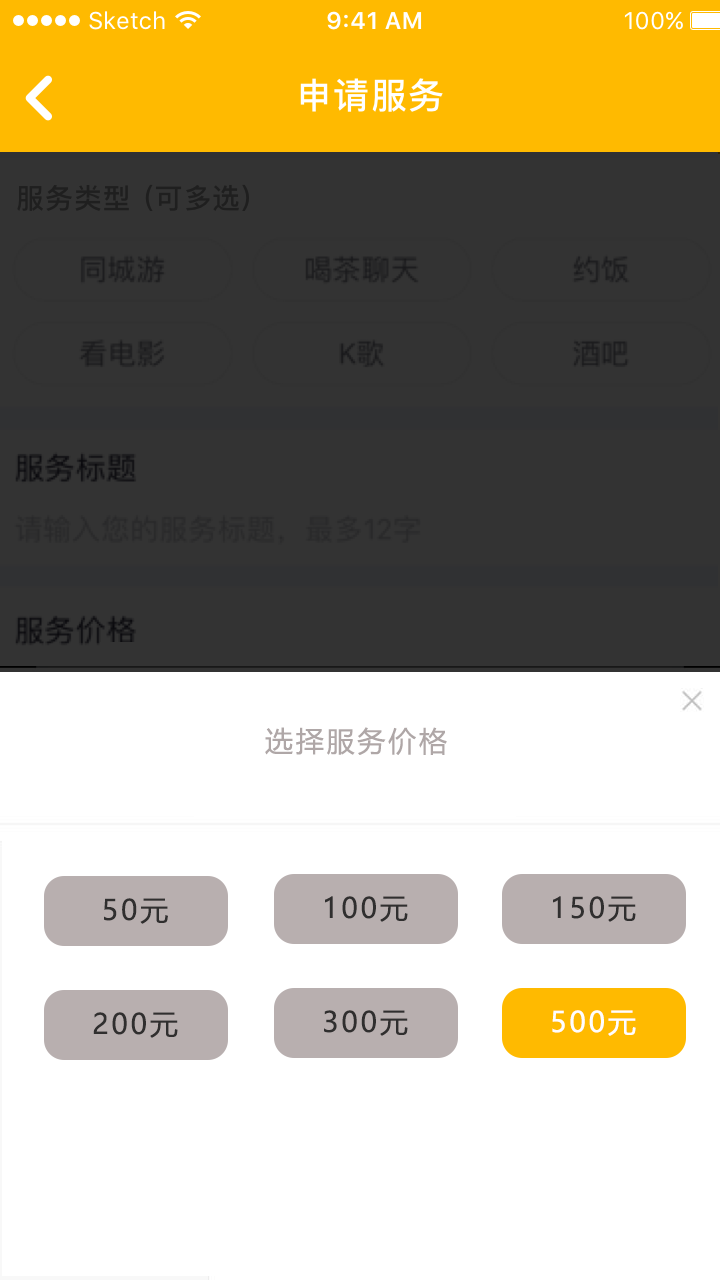 Sketch 9:41 AM 100%
申请服务
服务类型（可多选）
同城游 喝茶聊天 约饭
看电影 K歌 酒吧
服务标题
请输入您的服务标题，最多12字
服务价格
选择服务价格
50元 100元 150元
200元 300元 500元